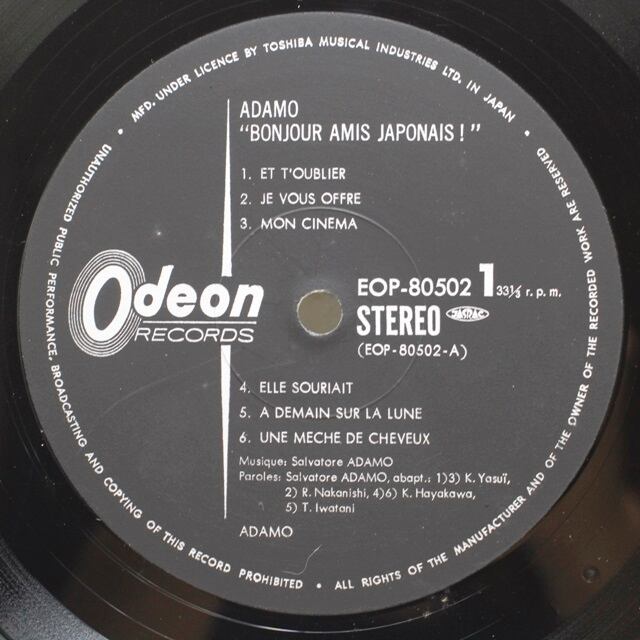 MFD. UNDER LICENCE BY TOSHIBA MUSICAL INDUSTRIES LTD. IN JAPAN •
ADAMO
“BONJOUR AMIS JAPONAIS ! ”
1. ET T'OUBLIER
2. JE VOUS OFFRE
3. MON CINEMA
Odeon
RECORDS
EOP-80502 1 33⅓ r. p. m.
STEREO JASRAC
(EOP-80502-A)
4. ELLE SOURIAIT
5. A DEMAIN SUR LA LUNE
6. UNE MECHE DE CHEVEUX
Musique: Salvatore ADAMO
Paroles: Salvatore ADAMO, abapt.: 1)3) K. Yasuï,
2) R. Nakanishi, 4)6) K. Hayakawa,
5) T. Iwatani
ADAMO
• UNAUTHORIZED PUBLIC PERFORMANCE, BROADCASTING AND COPYING OF THIS RECORD PROHIBITED • ALL RIGHTS OF THE MANUFACTURER AND OF THE OWNER OF THE RECORDED WORK ARE RESERVED